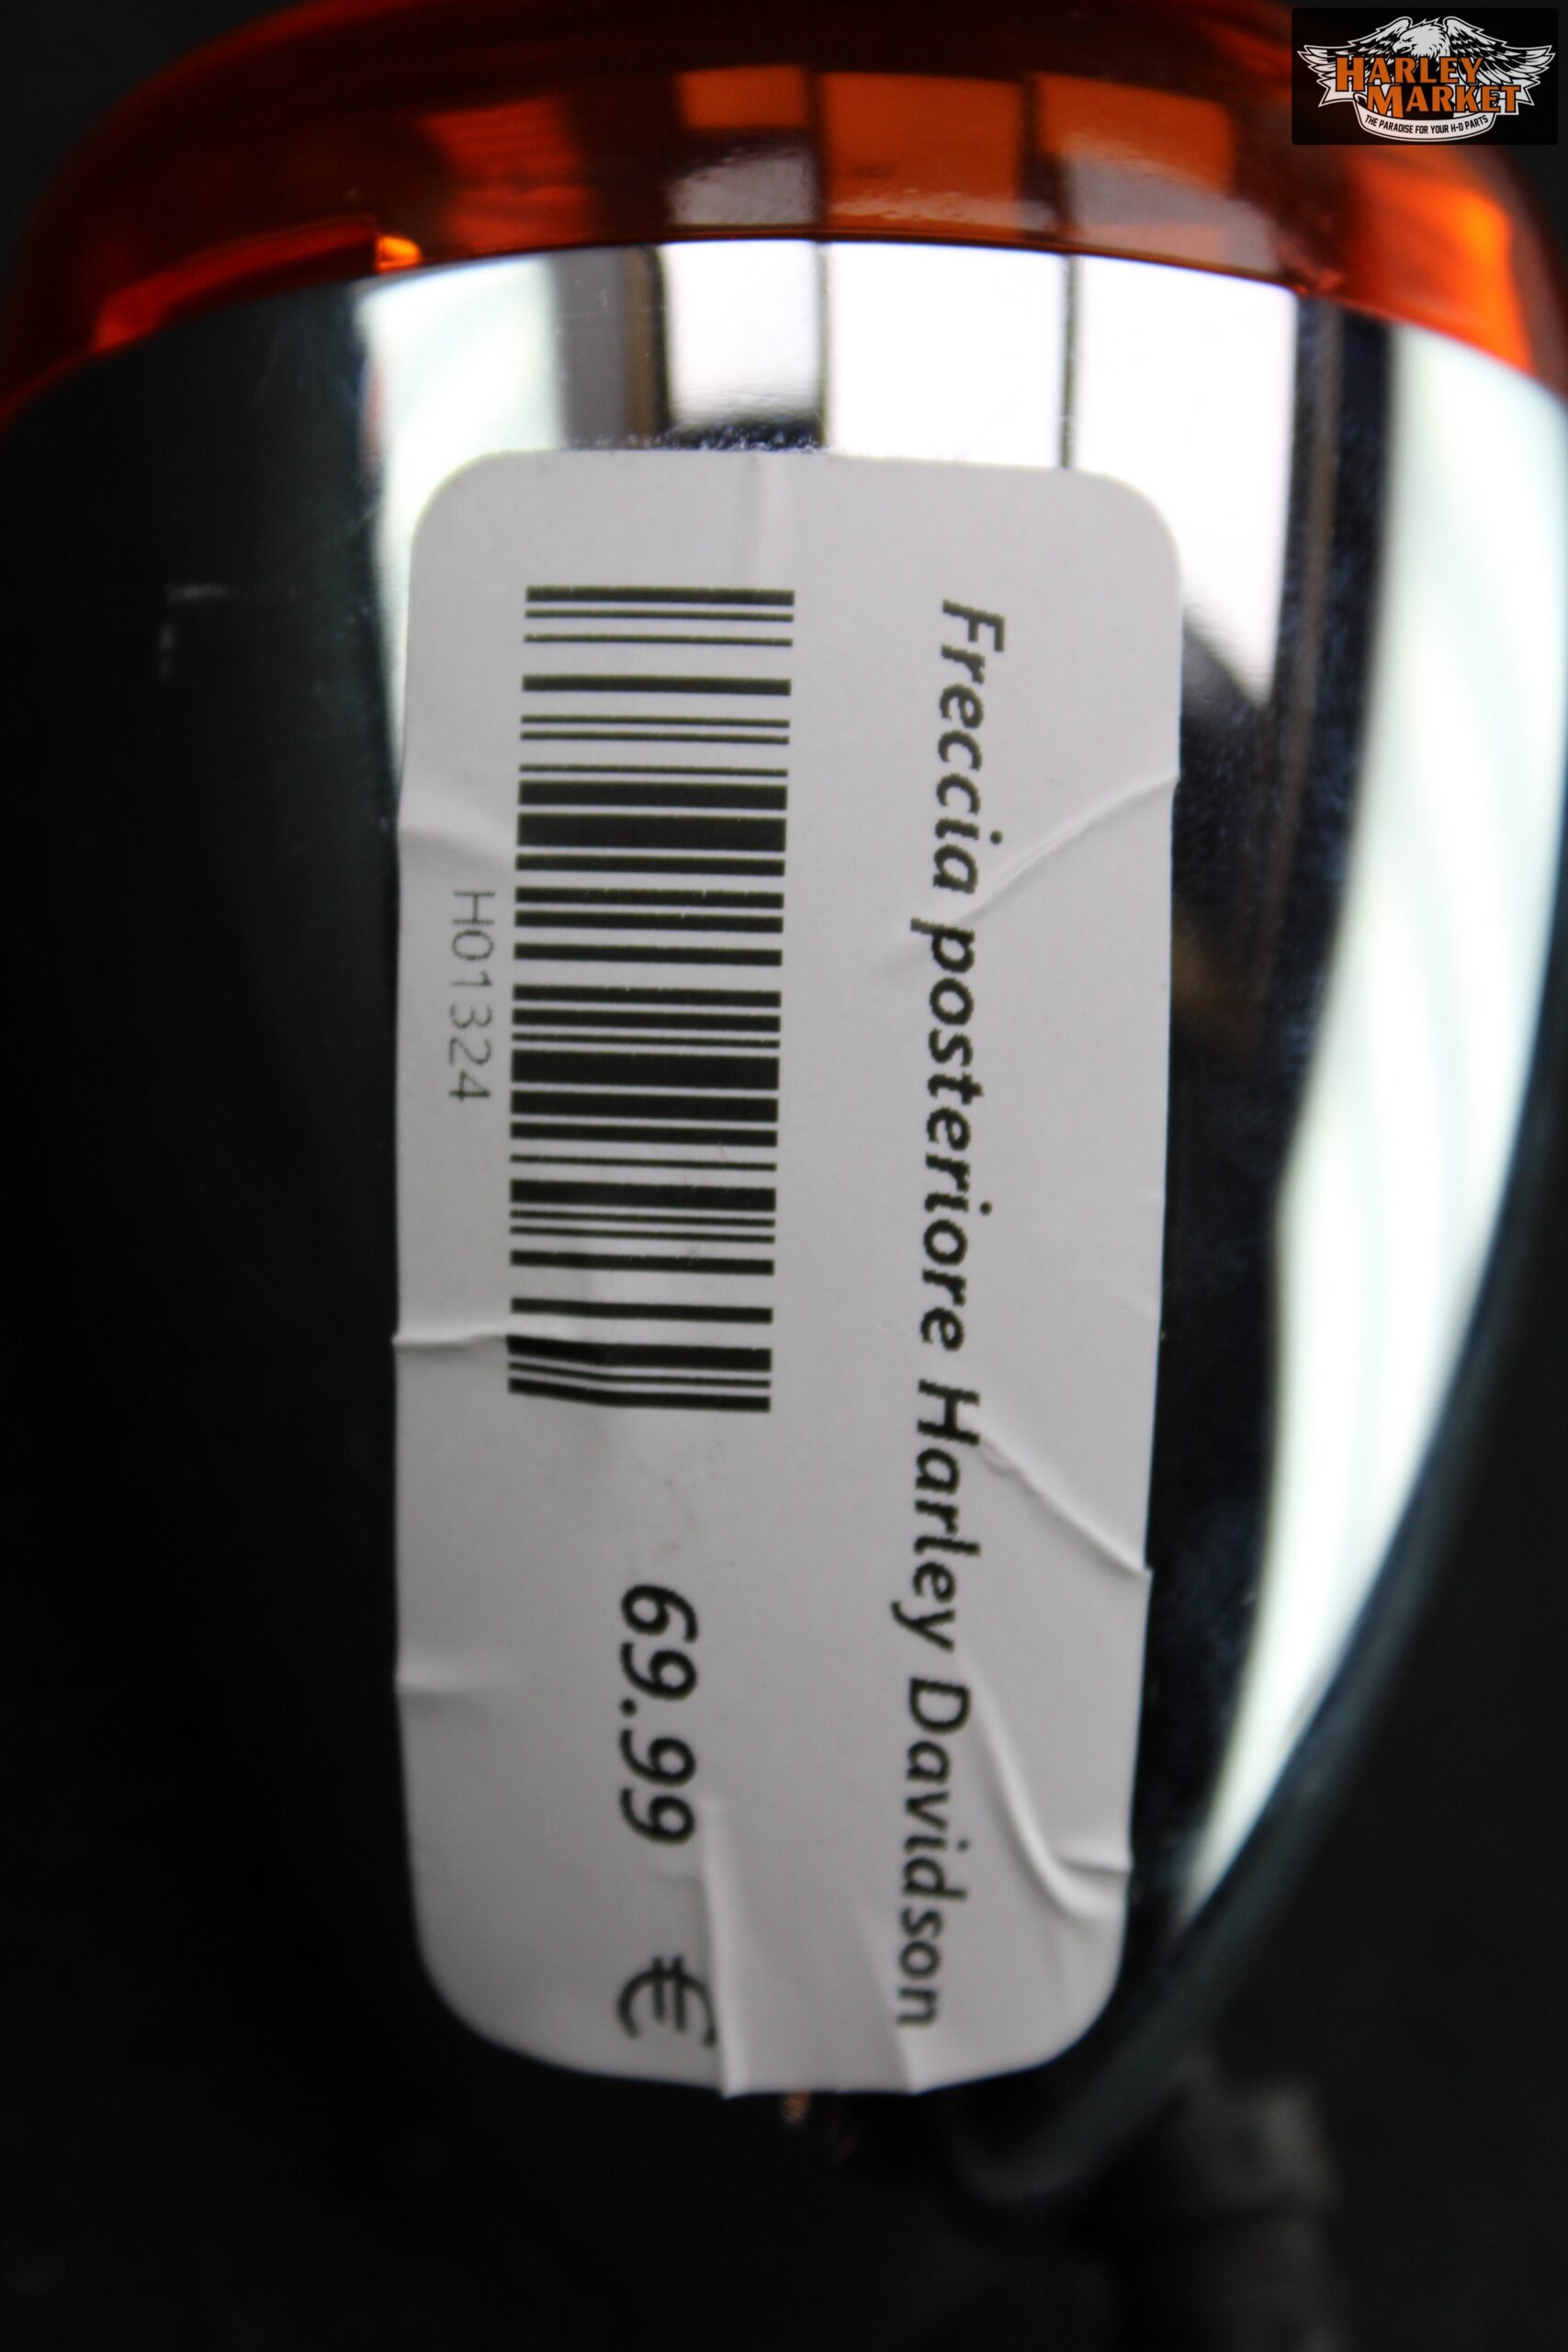 HARLEY
MARKET
THE PARADISE FOR YOUR H-D PARTS
Freccia posteriore Harley Davidson
69.99 €
H01324